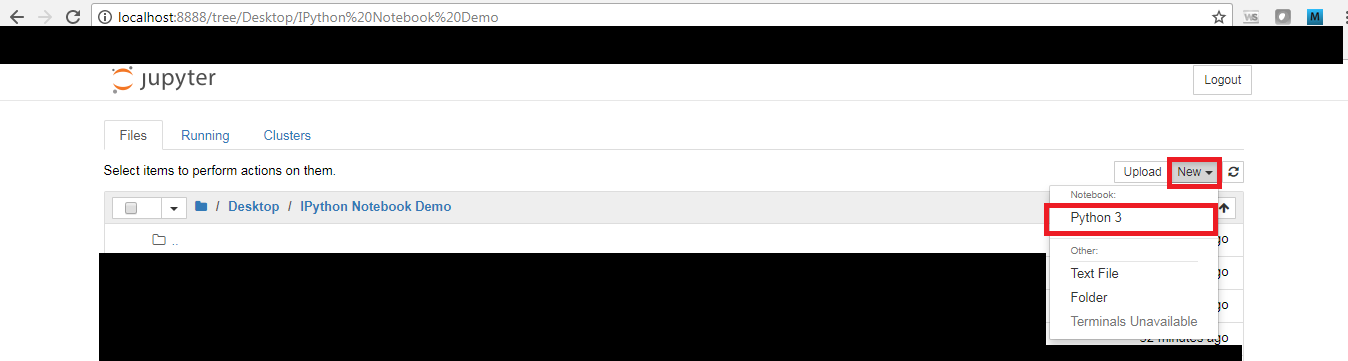 localhost:8888/tree/Desktop/IPython%20Notebook%20Demo
WS
M
jupyter
Logout
Files Running Clusters
Select items to perform actions on them.
Upload New
Notebook:
/ Desktop / IPython Notebook Demo
Python 3
..
go
Other:
Text File
go
Folder
go
Terminals Unavailable
minutes ago